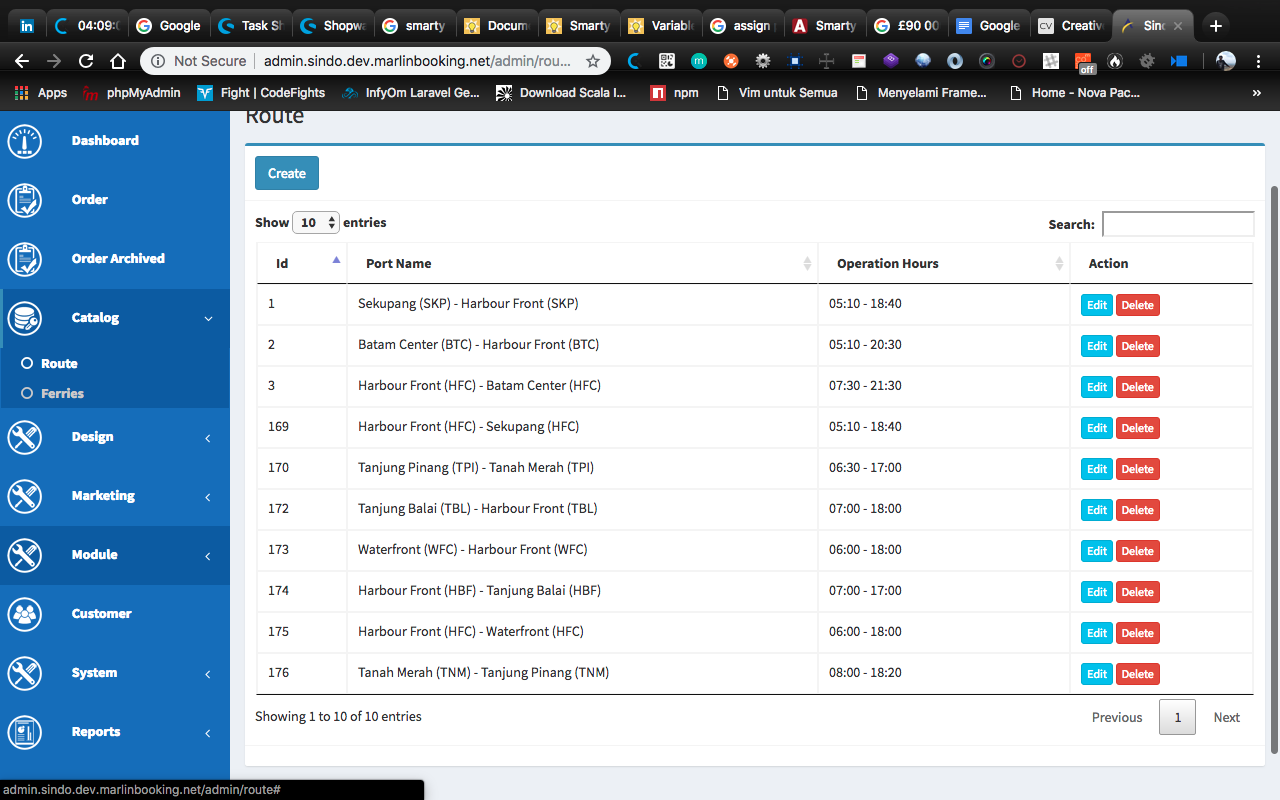 04:09:0 Google Task Sh Shopwa smarty Docum Smarty Variable assign Smarty £90 00 Google Creative Sindo
Not Secure admin.sindo.dev.marlinbooking.net/admin/rou...
off
Apps phpMyAdmin Fight | CodeFights InfyOm Laravel Ge... Download Scala I... npm Vim untuk Semua Menyelami Frame... Home - Nova Pac... »
Route
Dashboard
Order
Order Archived
Catalog
Route
Ferries
Design
Marketing
Module
Customer
System
Reports
Create
Show 10 entries
Search:
Id Port Name Operation Hours Action
1 Sekupang (SKP) - Harbour Front (SKP) 05:10 - 18:40 Edit Delete
2 Batam Center (BTC) - Harbour Front (BTC) 05:10 - 20:30 Edit Delete
3 Harbour Front (HFC) - Batam Center (HFC) 07:30 - 21:30 Edit Delete
169 Harbour Front (HFC) - Sekupang (HFC) 05:10 - 18:40 Edit Delete
170 Tanjung Pinang (TPI) - Tanah Merah (TPI) 06:30 - 17:00 Edit Delete
172 Tanjung Balai (TBL) - Harbour Front (TBL) 07:00 - 18:00 Edit Delete
173 Waterfront (WFC) - Harbour Front (WFC) 06:00 - 18:00 Edit Delete
174 Harbour Front (HBF) - Tanjung Balai (HBF) 07:00 - 17:00 Edit Delete
175 Harbour Front (HFC) - Waterfront (HFC) 06:00 - 18:00 Edit Delete
176 Tanah Merah (TNM) - Tanjung Pinang (TNM) 08:00 - 18:20 Edit Delete
Showing 1 to 10 of 10 entries
Previous 1 Next
admin.sindo.dev.marlinbooking.net/admin/route#